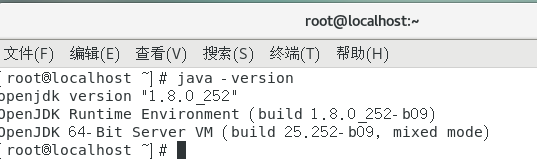 root@localhost:~
文件(F) 编辑(E) 查看(V) 搜索(S) 终端(T) 帮助(H)
[root@localhost ~]# java -version
openjdk version "1.8.0_252"
OpenJDK Runtime Environment (build 1.8.0_252-b09)
OpenJDK 64-Bit Server VM (build 25.252-b09, mixed mode)
[root@localhost ~]#